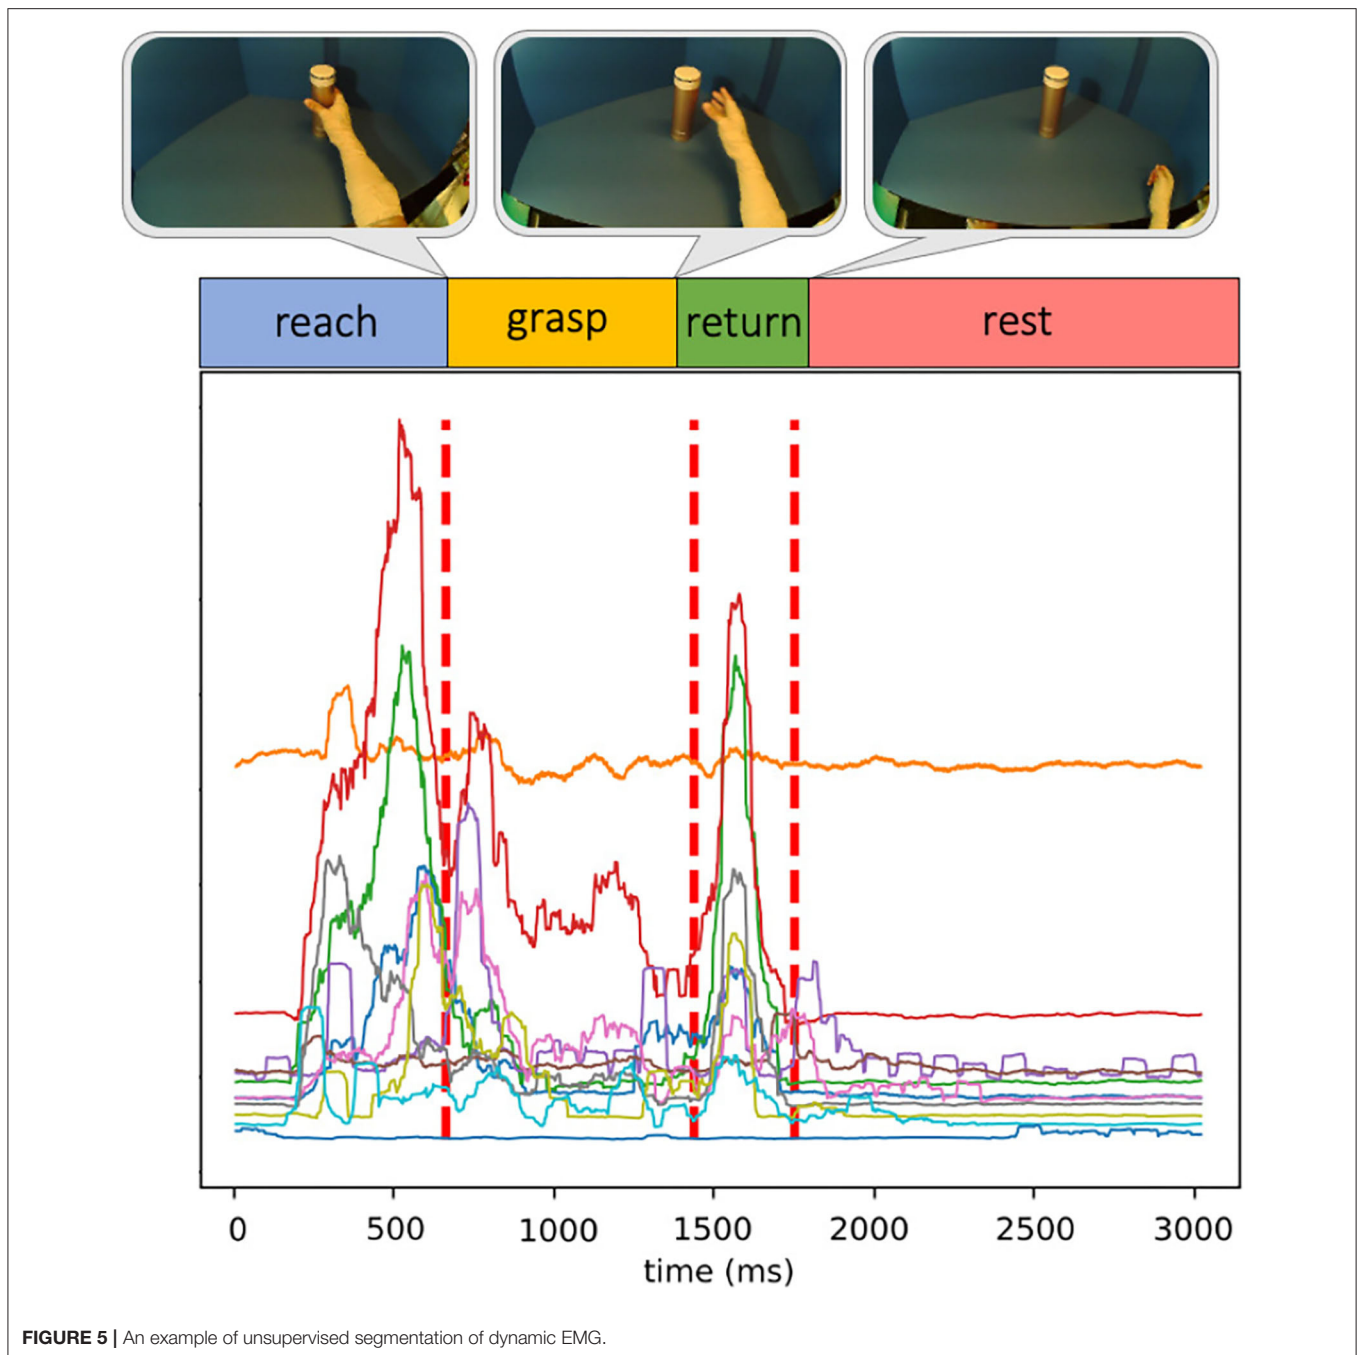 reach grasp return rest
0 500 1000 1500 2000 2500 3000
time (ms)
FIGURE 5 | An example of unsupervised segmentation of dynamic EMG.